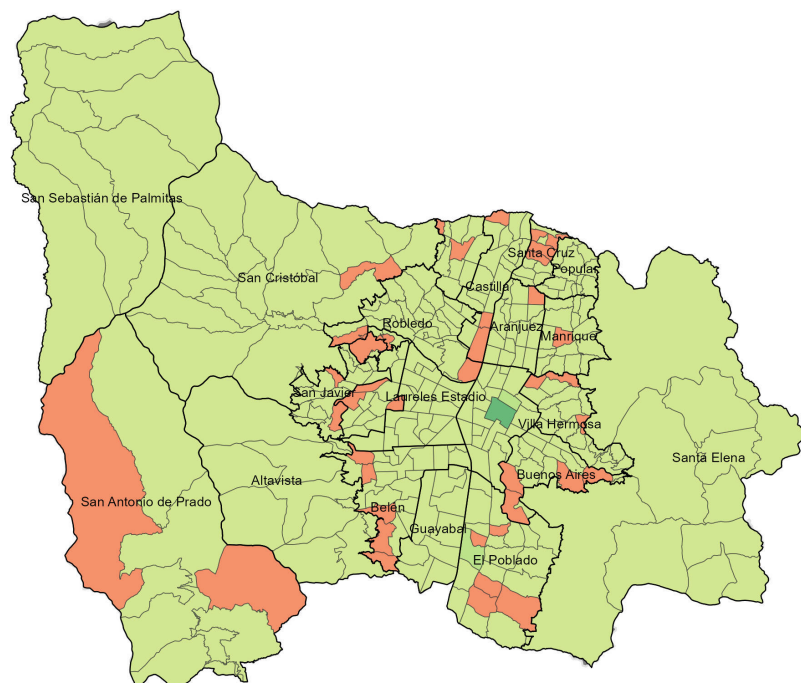 San Sebastián de Palmitas
San Cristóbal
Santa Cruz
Popular
Castilla
Robledo
Aranjuez
Manrique
San Javier
Laureles Estadio
Villa Hermosa
Santa Elena
Altavista
Buenos Aires
San Antonio de Prado
Belén
Guayabal
El Poblado